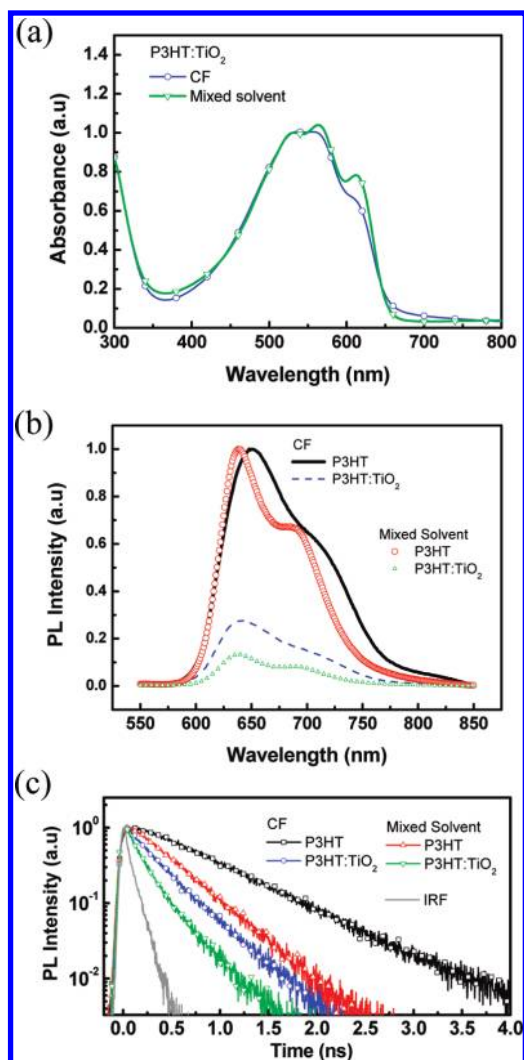 (a)
P3HT:TiO₂
CF
Mixed solvent
Absorbance (a.u)
1.4
1.2
1.0
0.8
0.6
0.4
0.2
0.0
300 400 500 600 700 800
Wavelength (nm)
(b)
CF
P3HT
P3HT:TiO₂
Mixed Solvent
P3HT
P3HT:TiO₂
PL Intensity (a.u)
1.0
0.8
0.6
0.4
0.2
0.0
550 600 650 700 750 800 850
Wavelength (nm)
(c)
CF
P3HT
P3HT:TiO₂
Mixed Solvent
P3HT
P3HT:TiO₂
IRF
PL Intensity (a.u)
10⁰
10⁻¹
10⁻²
0.0 0.5 1.0 1.5 2.0 2.5 3.0 3.5 4.0
Time (ns)